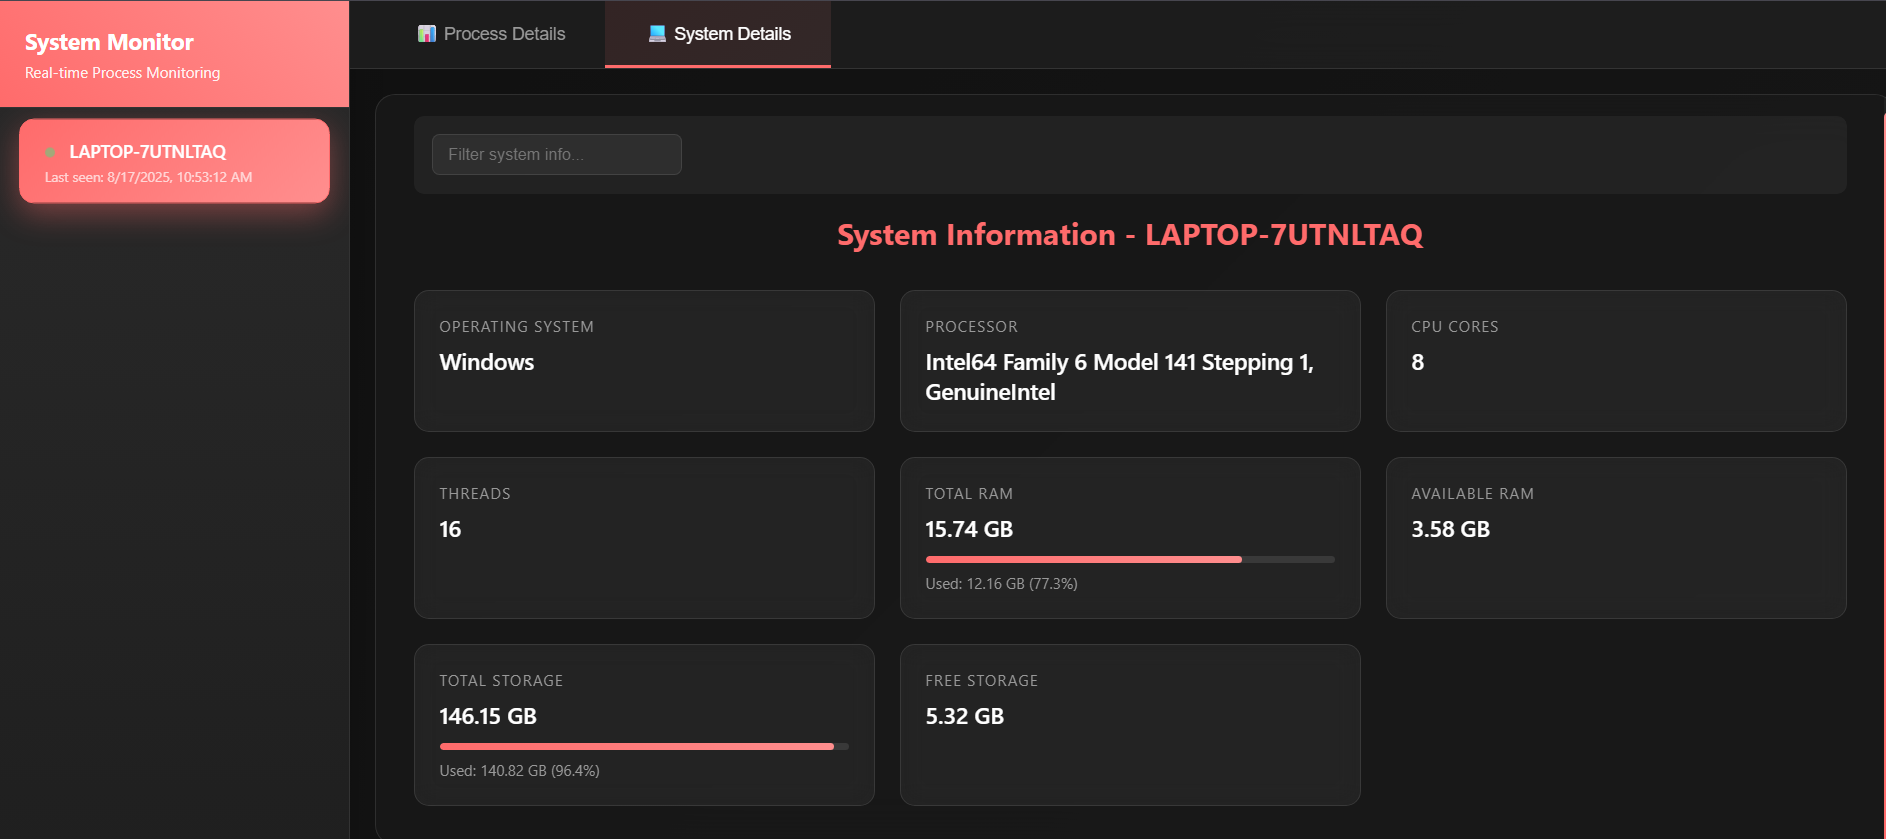 System Monitor
Real-time Process Monitoring
LAPTOP-7UTNLTAQ
Last seen: 8/17/2025, 10:53:12 AM
Process Details
System Details
Filter system info...
System Information - LAPTOP-7UTNLTAQ
OPERATING SYSTEM
Windows
PROCESSOR
Intel64 Family 6 Model 141 Stepping 1,
GenuineIntel
CPU CORES
8
THREADS
16
TOTAL RAM
15.74 GB
Used: 12.16 GB (77.3%)
AVAILABLE RAM
3.58 GB
TOTAL STORAGE
146.15 GB
Used: 140.82 GB (96.4%)
FREE STORAGE
5.32 GB